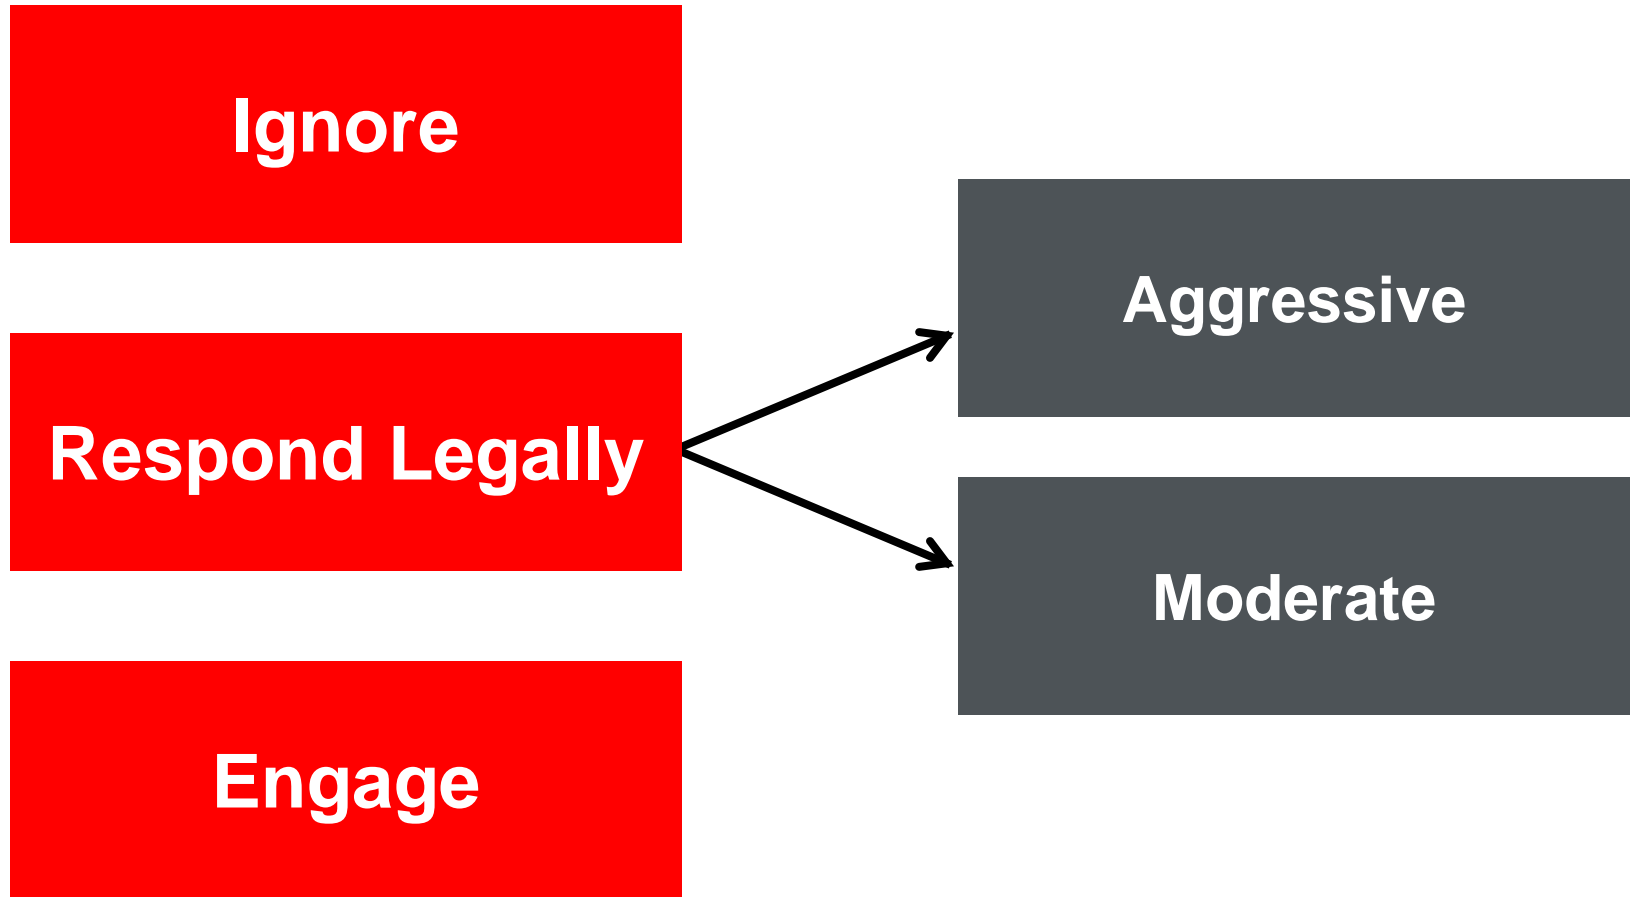 Ignore
Respond Legally
Engage
Aggressive
Moderate